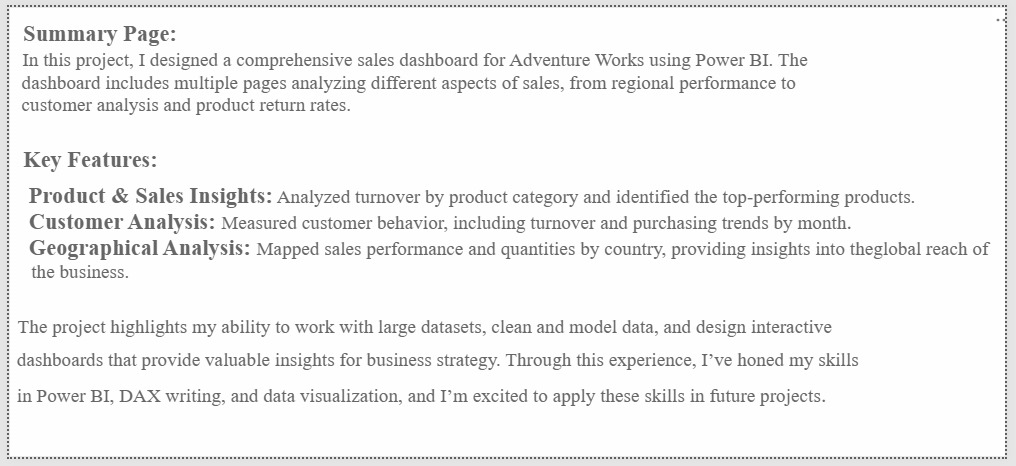 Summary Page:
In this project, I designed a comprehensive sales dashboard for Adventure Works using Power BI. The
dashboard includes multiple pages analyzing different aspects of sales, from regional performance to
customer analysis and product return rates.
Key Features:
Product & Sales Insights: Analyzed turnover by product category and identified the top-performing products.
Customer Analysis: Measured customer behavior, including turnover and purchasing trends by month.
Geographical Analysis: Mapped sales performance and quantities by country, providing insights into theglobal reach of
the business.
The project highlights my ability to work with large datasets, clean and model data, and design interactive
dashboards that provide valuable insights for business strategy. Through this experience, I’ve honed my skills
in Power BI, DAX writing, and data visualization, and I’m excited to apply these skills in future projects.